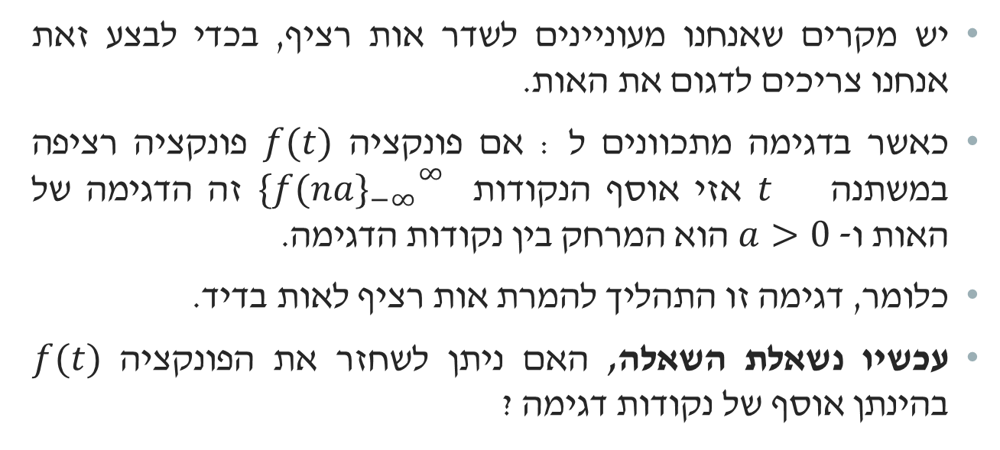 • יש מקרים שאנחנו מעוניינים לשדר אות רציף, בכדי לבצע זאת
אנחנו צריכים לדגום את האות.
• כאשר בדגימה מתכוונים ל : אם פונקציה f(t) פונקציה רציפה
במשתנה t אזי אוסף הנקודות {f(na}₋∞^∞ זה הדגימה של
האות ו- a > 0 הוא המרחק בין נקודות הדגימה.
• כלומר, דגימה זו התהליך להמרת אות רציף לאות בדיד.
• עכשיו נשאלת השאלה, האם ניתן לשחזר את הפונקציה f(t)
בהינתן אוסף של נקודות דגימה ?